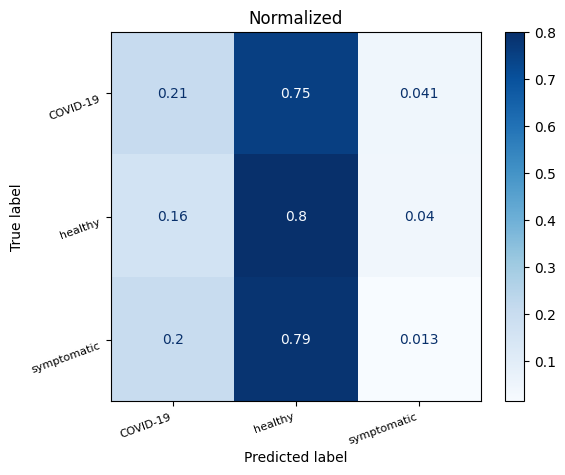 Normalized
True label
COVID-19
0.21 0.75 0.041
healthy
0.16 0.8 0.04
symptomatic
0.2 0.79 0.013
COVID-19 healthy symptomatic
Predicted label
0.8
0.7
0.6
0.5
0.4
0.3
0.2
0.1